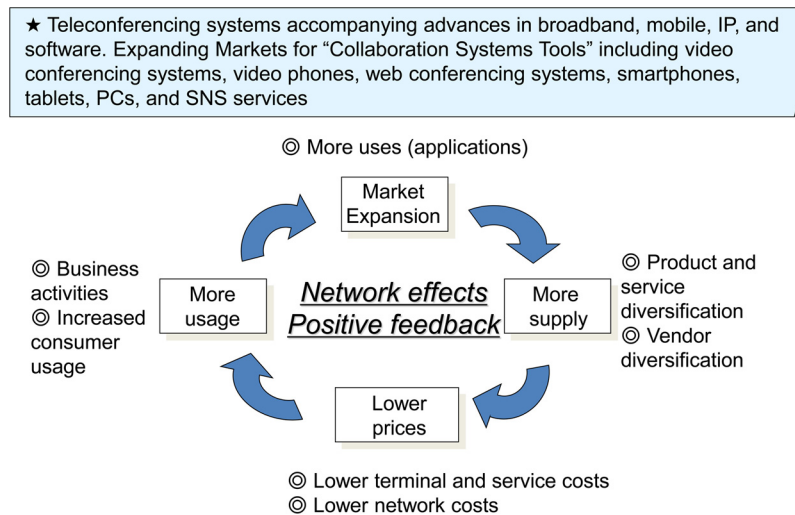 ★ Teleconferencing systems accompanying advances in broadband, mobile, IP, and
software. Expanding Markets for “Collaboration Systems Tools” including video
conferencing systems, video phones, web conferencing systems, smartphones,
tablets, PCs, and SNS services
◎ More uses (applications)
Market
Expansion
◎ Business
activities
◎ Increased
consumer
usage
More
usage
Network effects
Positive feedback
More
supply
◎ Product and
service
diversification
◎ Vendor
diversification
Lower
prices
◎ Lower terminal and service costs
◎ Lower network costs